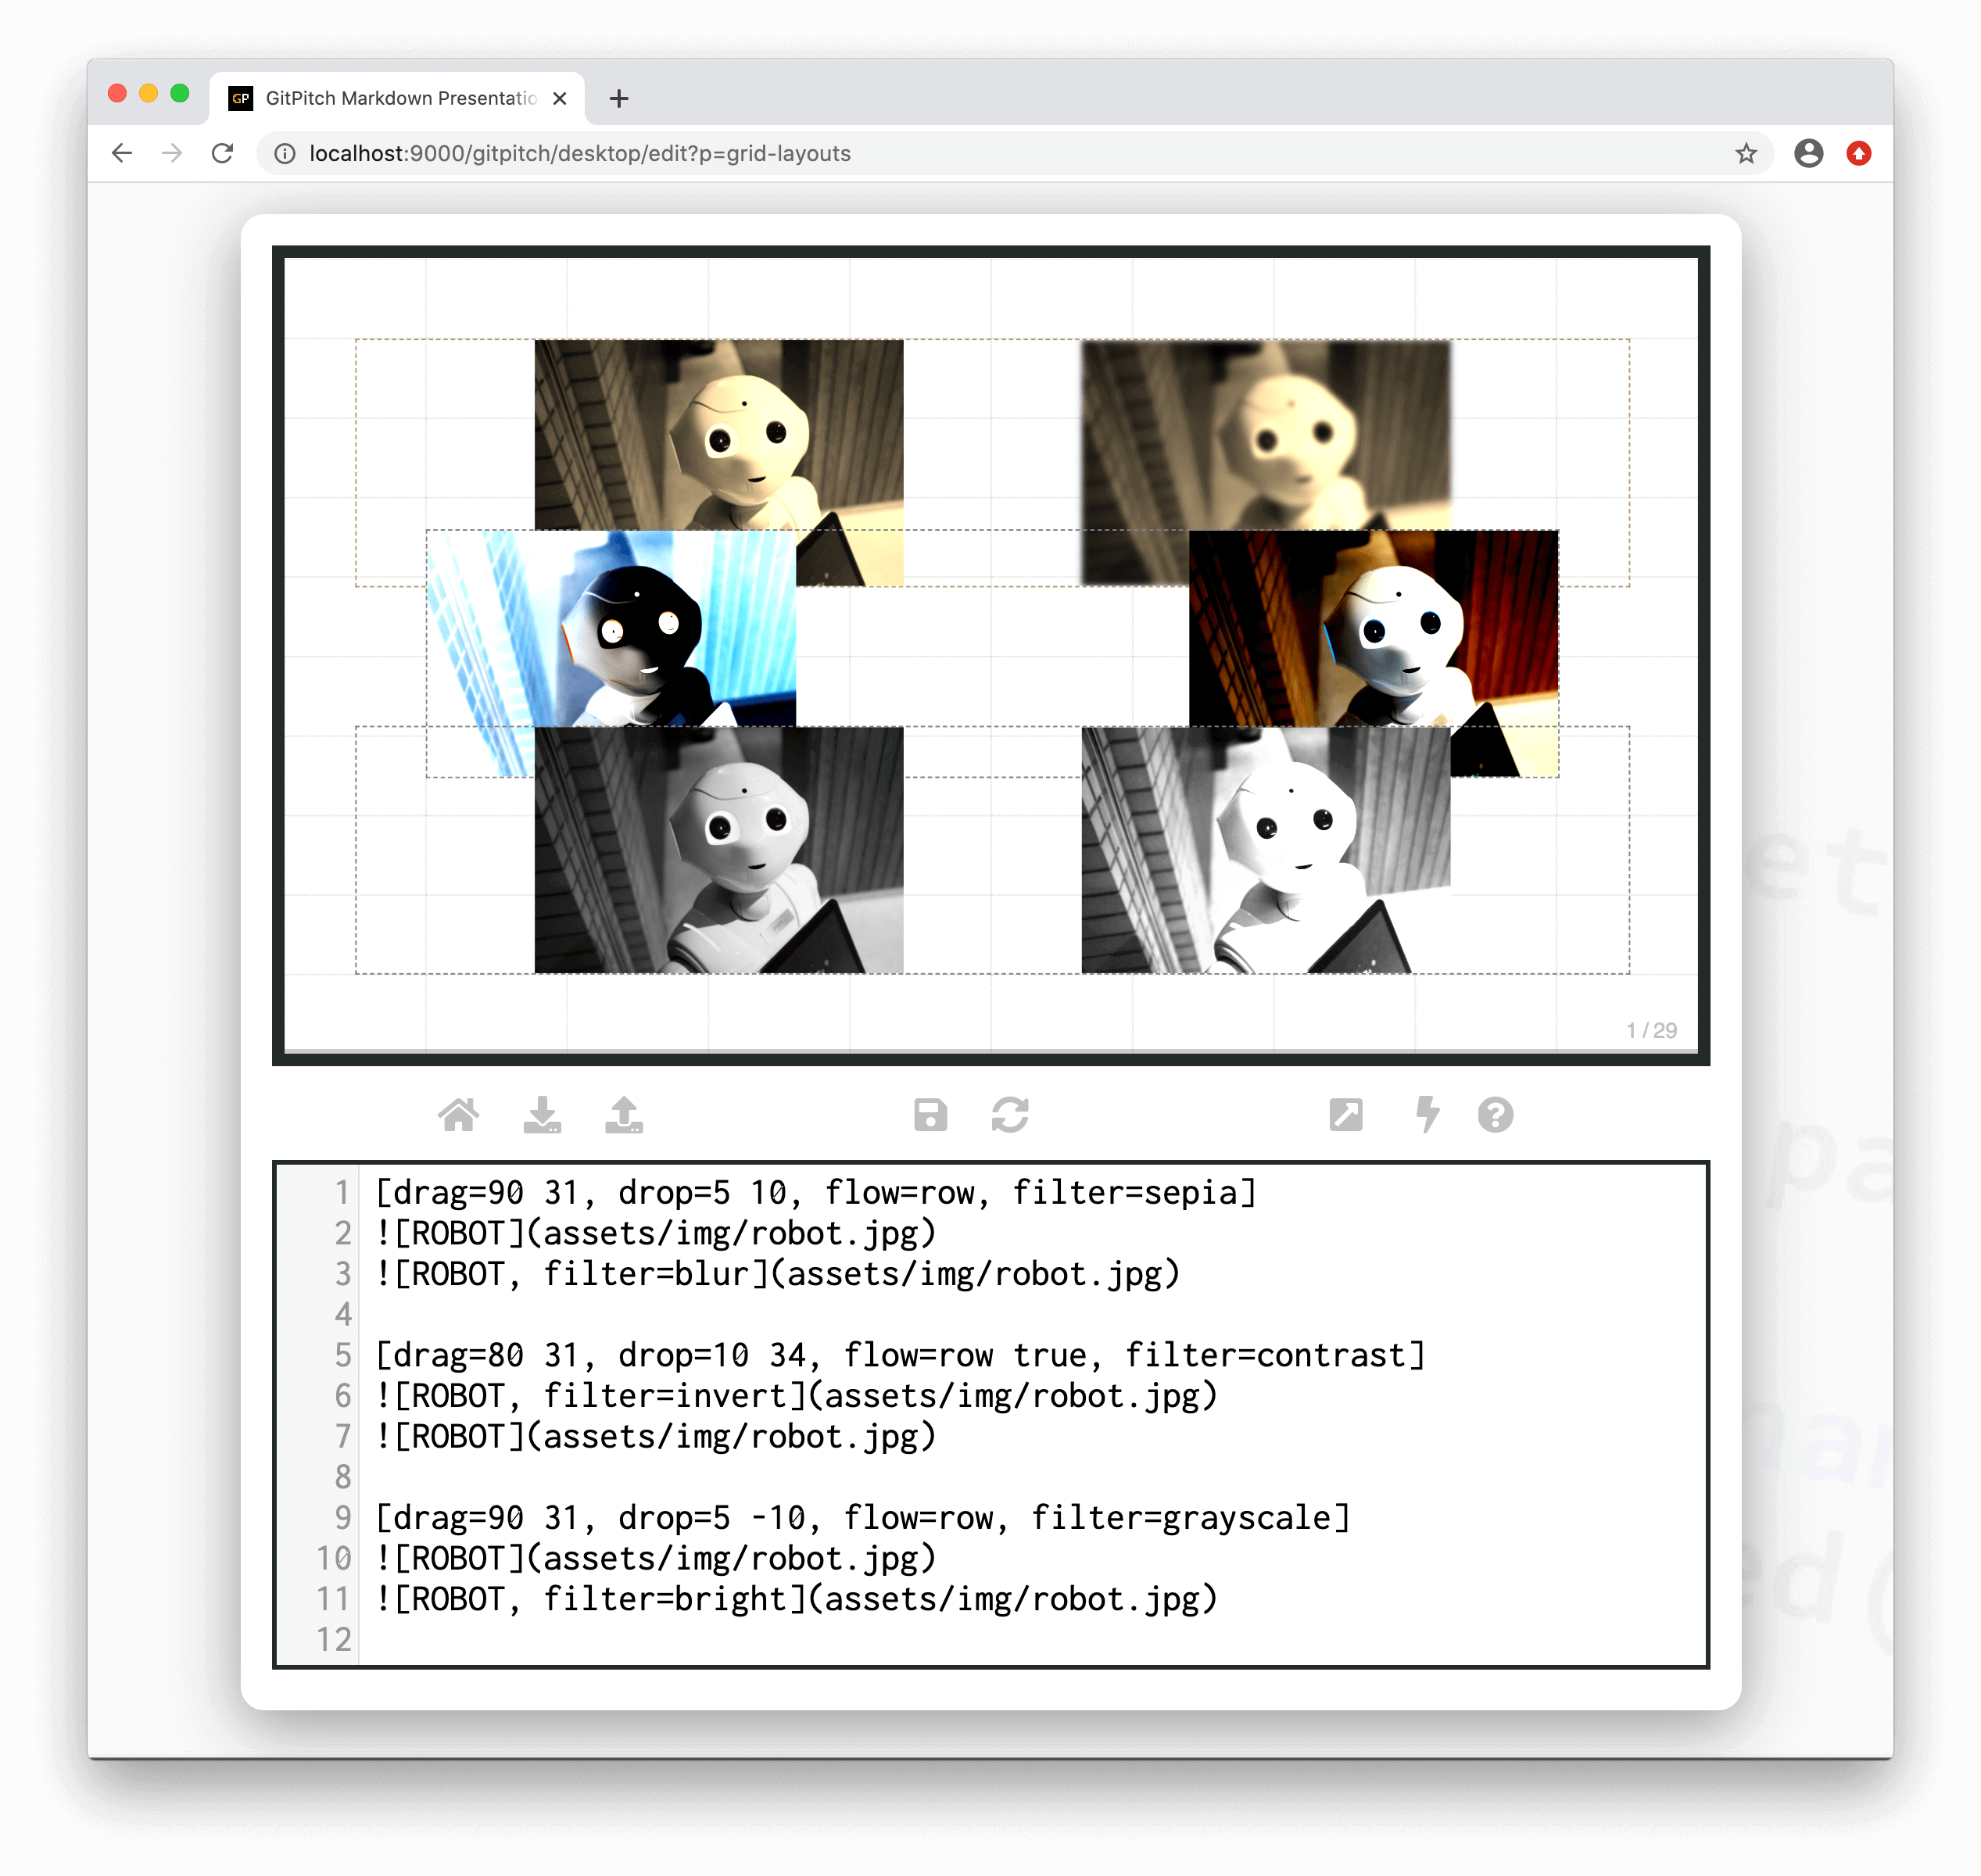 GP GitPitch Markdown Presentatio
localhost:9000/gitpitch/desktop/edit?p=grid-layouts
1 / 29
1 [drag=90 31, drop=5 10, flow=row, filter=sepia]
2 ![ROBOT](assets/img/robot.jpg)
3 ![ROBOT, filter=blur](assets/img/robot.jpg)
4
5 [drag=80 31, drop=10 34, flow=row true, filter=contrast]
6 ![ROBOT, filter=invert](assets/img/robot.jpg)
7 ![ROBOT](assets/img/robot.jpg)
8
9 [drag=90 31, drop=5 -10, flow=row, filter=grayscale]
10 ![ROBOT](assets/img/robot.jpg)
11 ![ROBOT, filter=bright](assets/img/robot.jpg)
12